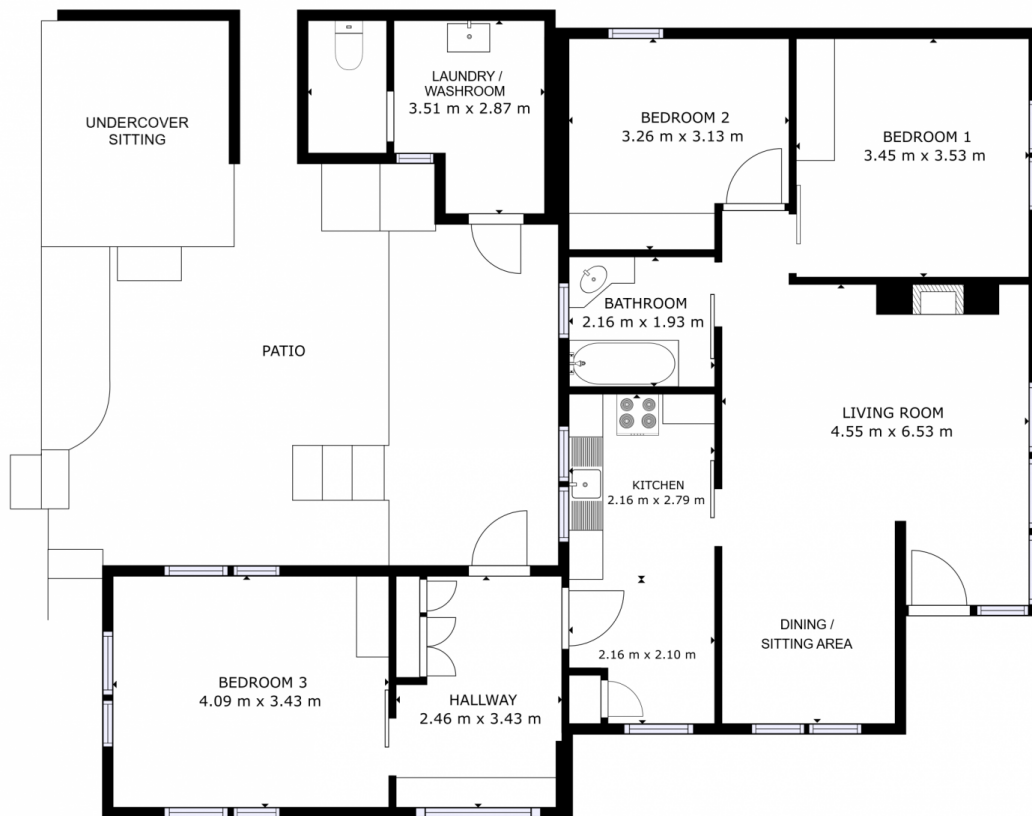 UNDERCOVER
SITTING
LAUNDRY /
WASHROOM
3.51 m x 2.87 m
BEDROOM 2
3.26 m x 3.13 m
BEDROOM 1
3.45 m x 3.53 m
BATHROOM
2.16 m x 1.93 m
PATIO
LIVING ROOM
4.55 m x 6.53 m
KITCHEN
2.16 m x 2.79 m
DINING /
SITTING AREA
2.16 m x 2.10 m
BEDROOM 3
4.09 m x 3.43 m
HALLWAY
2.46 m x 3.43 m